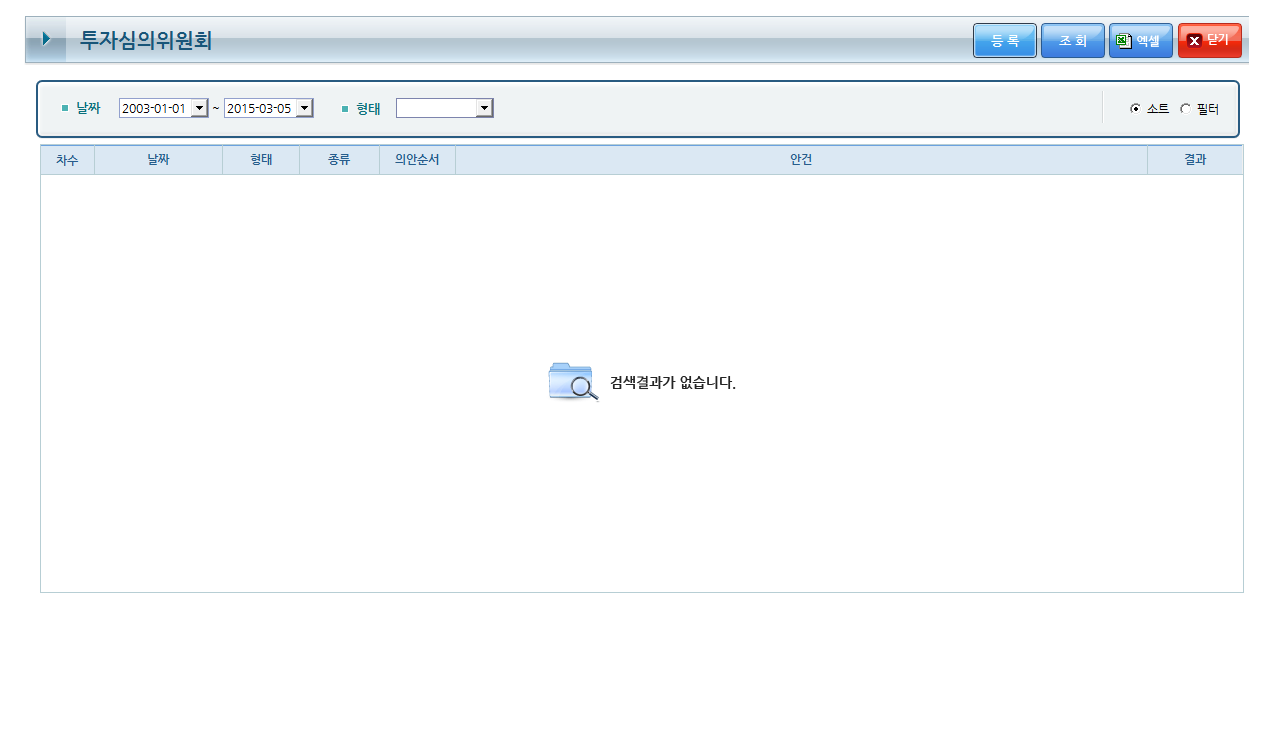 투자심의위원회 등 록 조 회 엑셀 닫기
날짜 2003-01-01 ~ 2015-03-05 형태 소트 필터
차수 날짜 형태 종류 의안순서 안건 결과
검색결과가 없습니다.